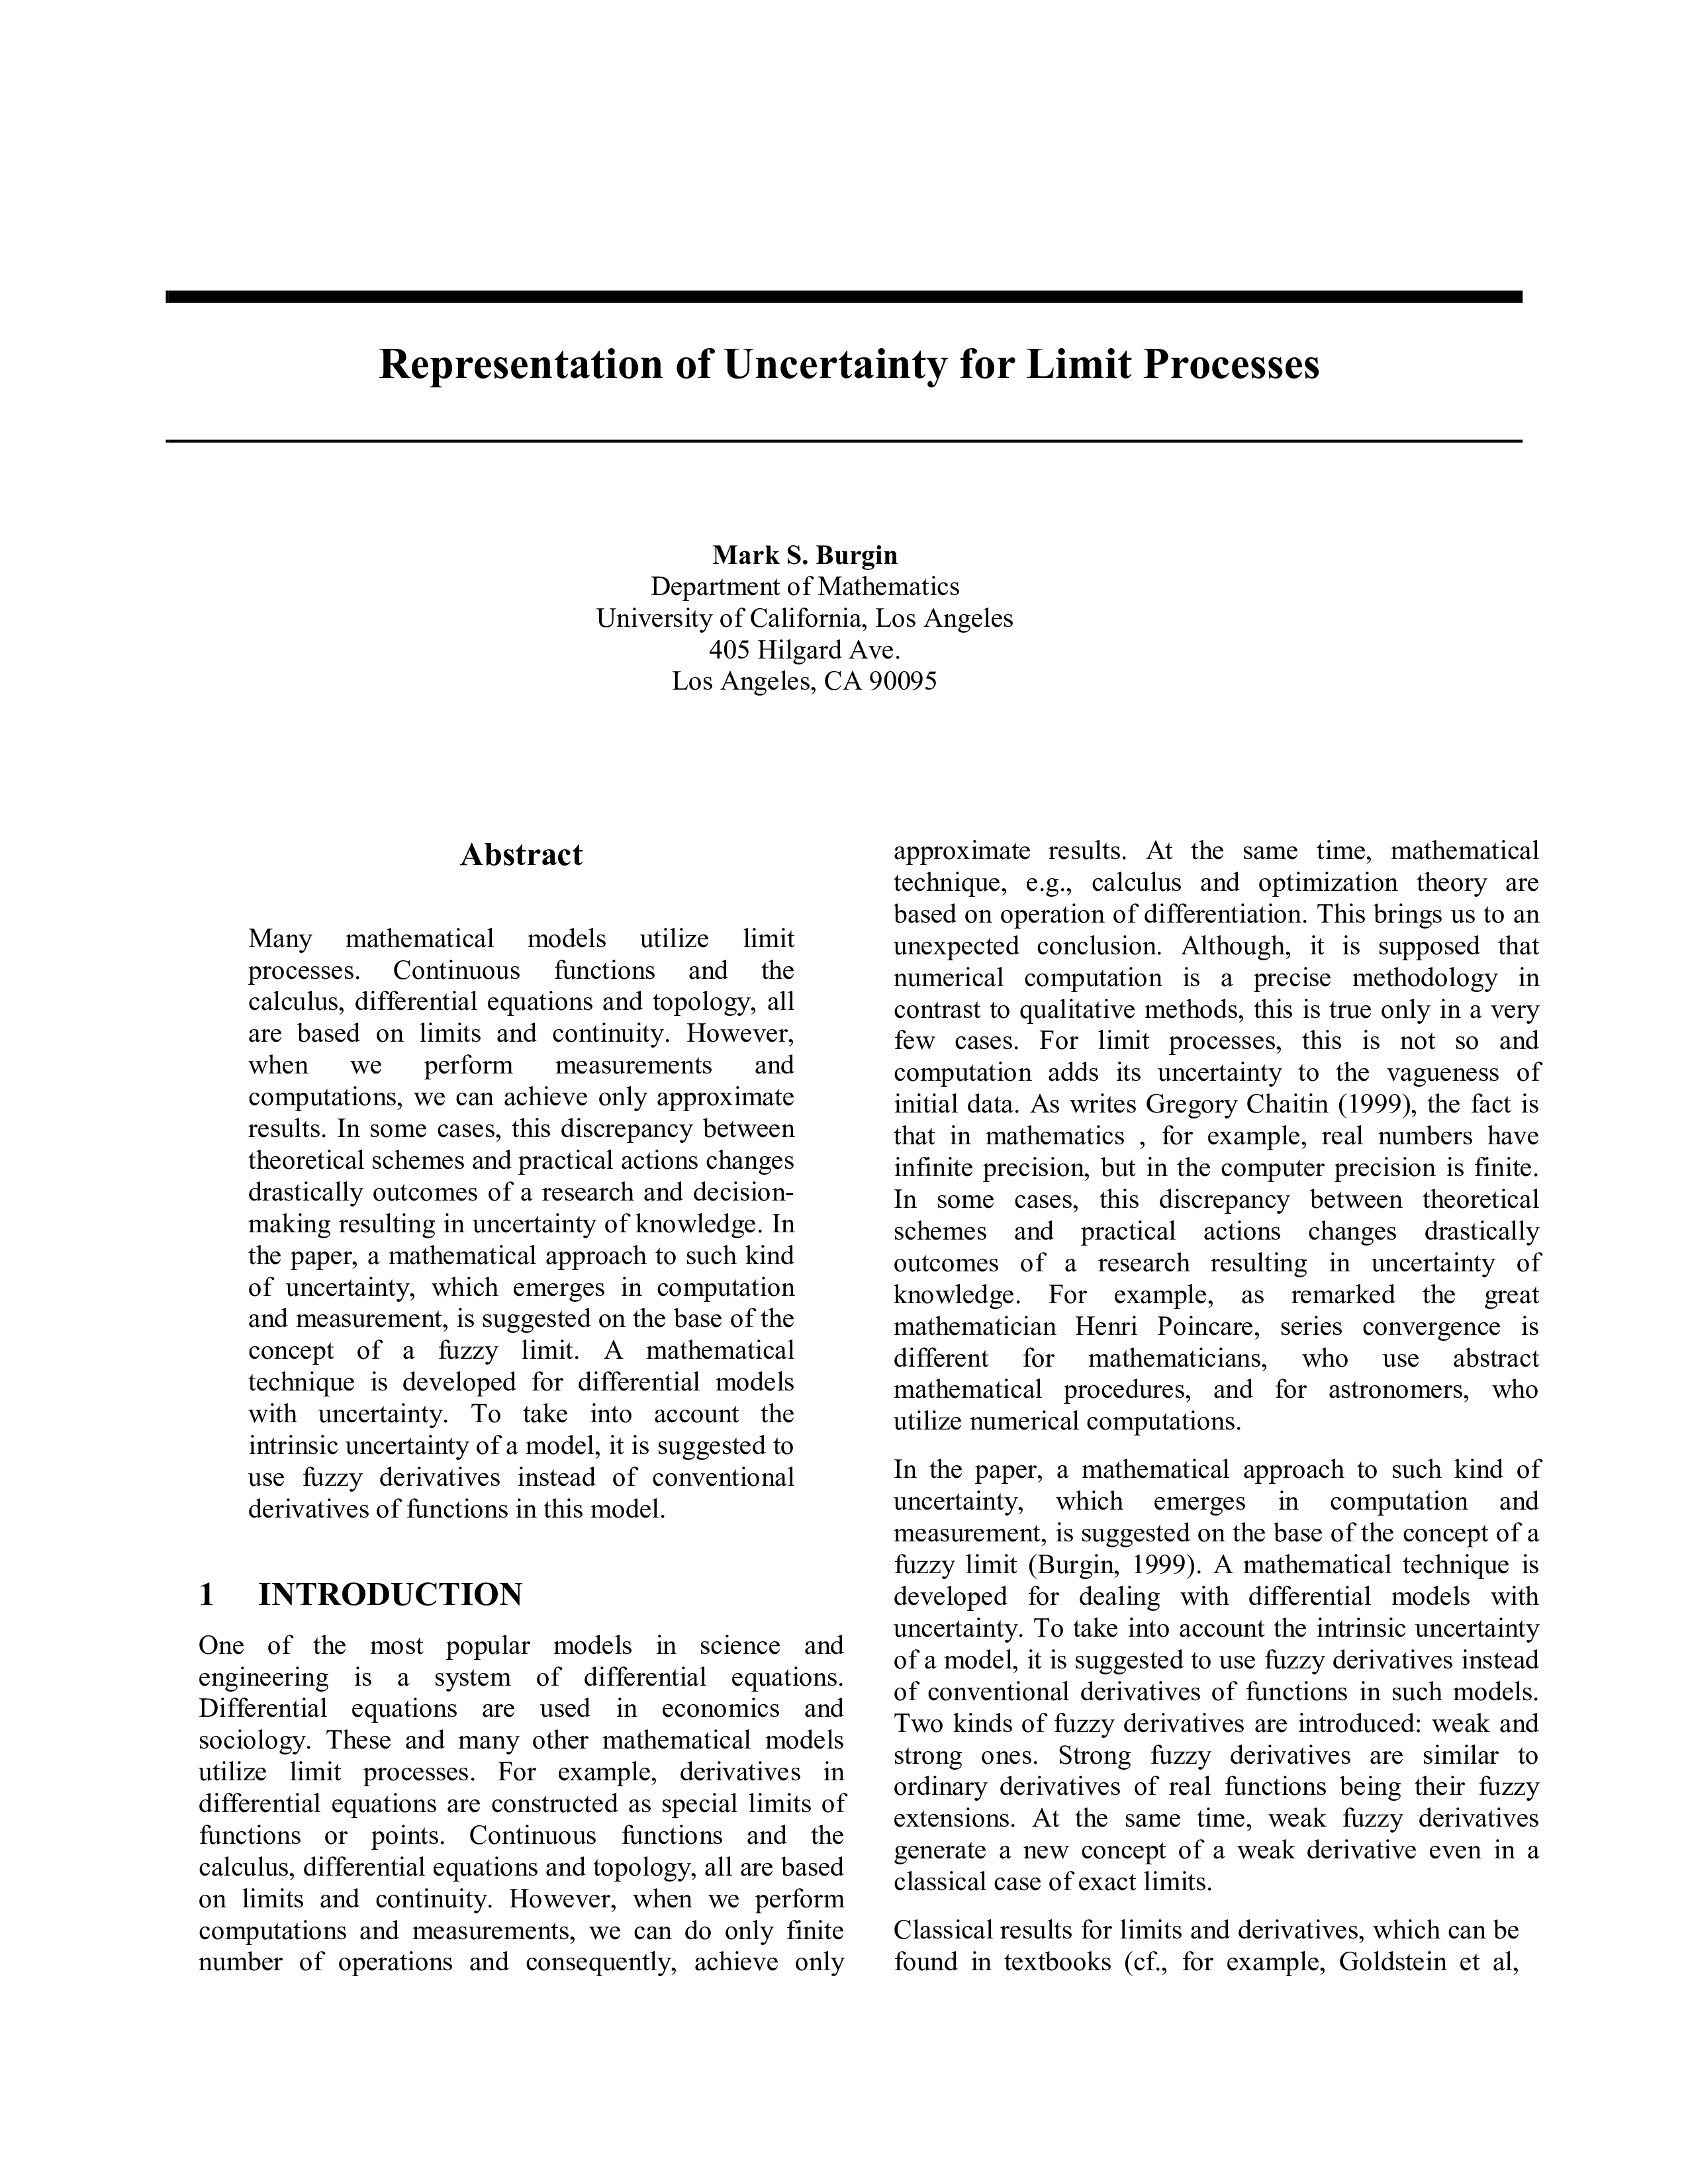 Representation of Uncertainty for Limit Processes
Mark S. Burgin
Department of Mathematics
University of California, Los Angeles
405 Hilgard Ave.
Los Angeles, CA 90095
Abstract
Many mathematical models utilize limit
processes. Continuous functions and the
calculus, differential equations and topology, all
are based on limits and continuity. However,
when we perform measurements and
computations, we can achieve only approximate
results. In some cases, this discrepancy between
theoretical schemes and practical actions changes
drastically outcomes of a research and decision-
making resulting in uncertainty of knowledge. In
the paper, a mathematical approach to such kind
of uncertainty, which emerges in computation
and measurement, is suggested on the base of the
concept of a fuzzy limit. A mathematical
technique is developed for differential models
with uncertainty. To take into account the
intrinsic uncertainty of a model, it is suggested to
use fuzzy derivatives instead of conventional
derivatives of functions in this model.
1 INTRODUCTION
One of the most popular models in science and
engineering is a system of differential equations.
Differential equations are used in economics and
sociology. These and many other mathematical models
utilize limit processes. For example, derivatives in
differential equations are constructed as special limits of
functions or points. Continuous functions and the
calculus, differential equations and topology, all are based
on limits and continuity. However, when we perform
computations and measurements, we can do only finite
number of operations and consequently, achieve only
approximate results. At the same time, mathematical
technique, e.g., calculus and optimization theory are
based on operation of differentiation. This brings us to an
unexpected conclusion. Although, it is supposed that
numerical computation is a precise methodology in
contrast to qualitative methods, this is true only in a very
few cases. For limit processes, this is not so and
computation adds its uncertainty to the vagueness of
initial data. As writes Gregory Chaitin (1999), the fact is
that in mathematics , for example, real numbers have
infinite precision, but in the computer precision is finite.
In some cases, this discrepancy between theoretical
schemes and practical actions changes drastically
outcomes of a research resulting in uncertainty of
knowledge. For example, as remarked the great
mathematician Henri Poincare, series convergence is
different for mathematicians, who use abstract
mathematical procedures, and for astronomers, who
utilize numerical computations.
In the paper, a mathematical approach to such kind of
uncertainty, which emerges in computation and
measurement, is suggested on the base of the concept of a
fuzzy limit (Burgin, 1999). A mathematical technique is
developed for dealing with differential models with
uncertainty. To take into account the intrinsic uncertainty
of a model, it is suggested to use fuzzy derivatives instead
of conventional derivatives of functions in such models.
Two kinds of fuzzy derivatives are introduced: weak and
strong ones. Strong fuzzy derivatives are similar to
ordinary derivatives of real functions being their fuzzy
extensions. At the same time, weak fuzzy derivatives
generate a new concept of a weak derivative even in a
classical case of exact limits.
Classical results for limits and derivatives, which can be
found in textbooks (cf., for example, Goldstein et al,